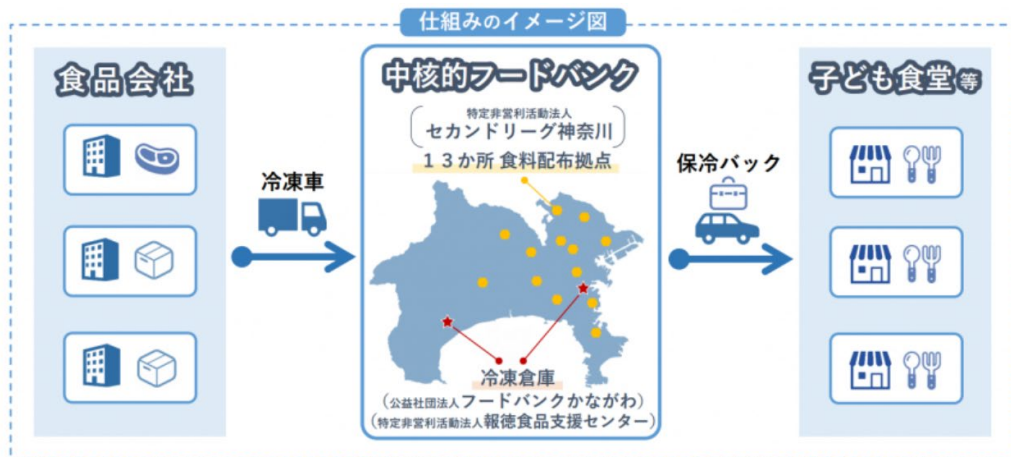 仕組みのイメージ図
食品会社
冷凍車
中核的フードバンク
特定非営利活動法人
セカンドリーグ神奈川
13か所 食料配布拠点
冷凍倉庫
(公益社団法人フードバンクかながわ)
(特定非営利活動法人報徳食品支援センター)
保冷バック
子ども食堂 等